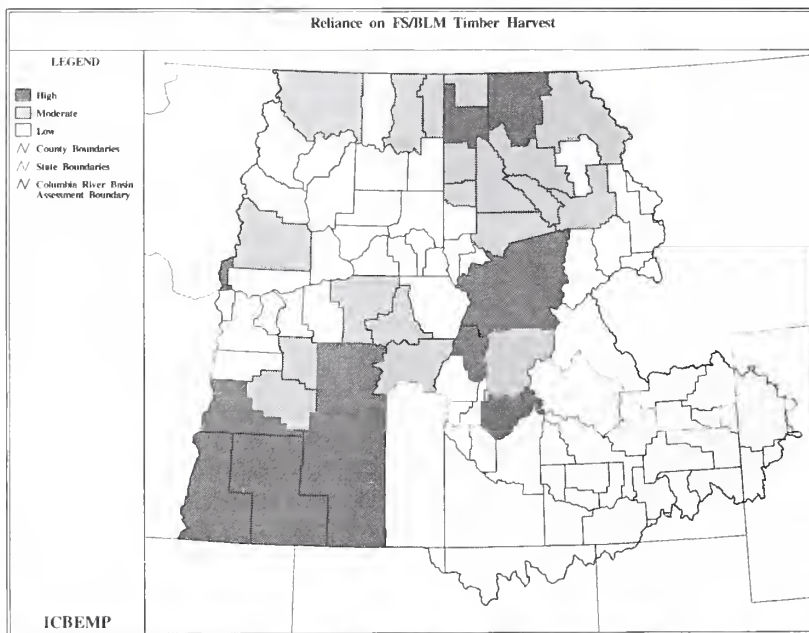 Reliance on FS/BLM Timber Harvest
LEGEND
High
Moderate
Low
County Boundaries
State Boundaries
Columbia River Basin
Assessment Boundary
ICBEMP